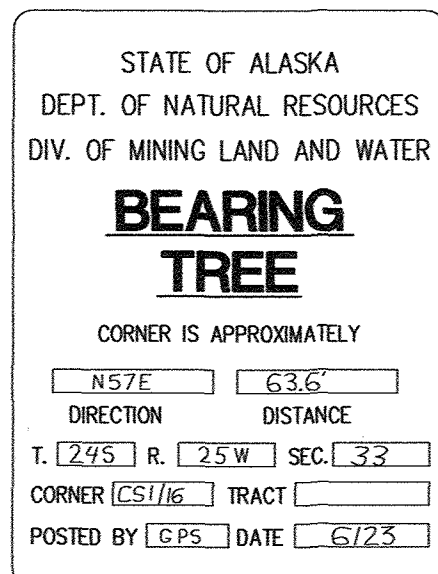 STATE OF ALASKA
DEPT. OF NATURAL RESOURCES
DIV. OF MINING LAND AND WATER
BEARING
TREE
CORNER IS APPROXIMATELY
N57E 63.6'
DIRECTION DISTANCE
T. 24S R. 25W SEC. 33
CORNER CS1/16 TRACT
POSTED BY GPS DATE 6/23